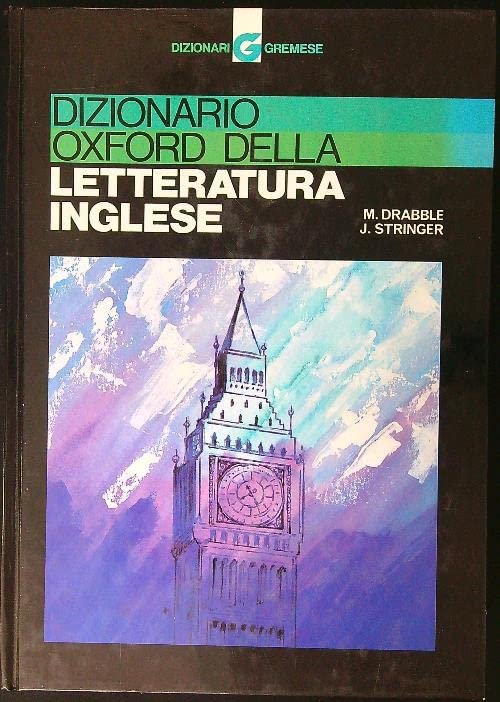 DIZIONARI G GREMESE
DIZIONARIO
OXFORD DELLA
LETTERATURA
INGLESE
M. DRABBLE
J. STRINGER